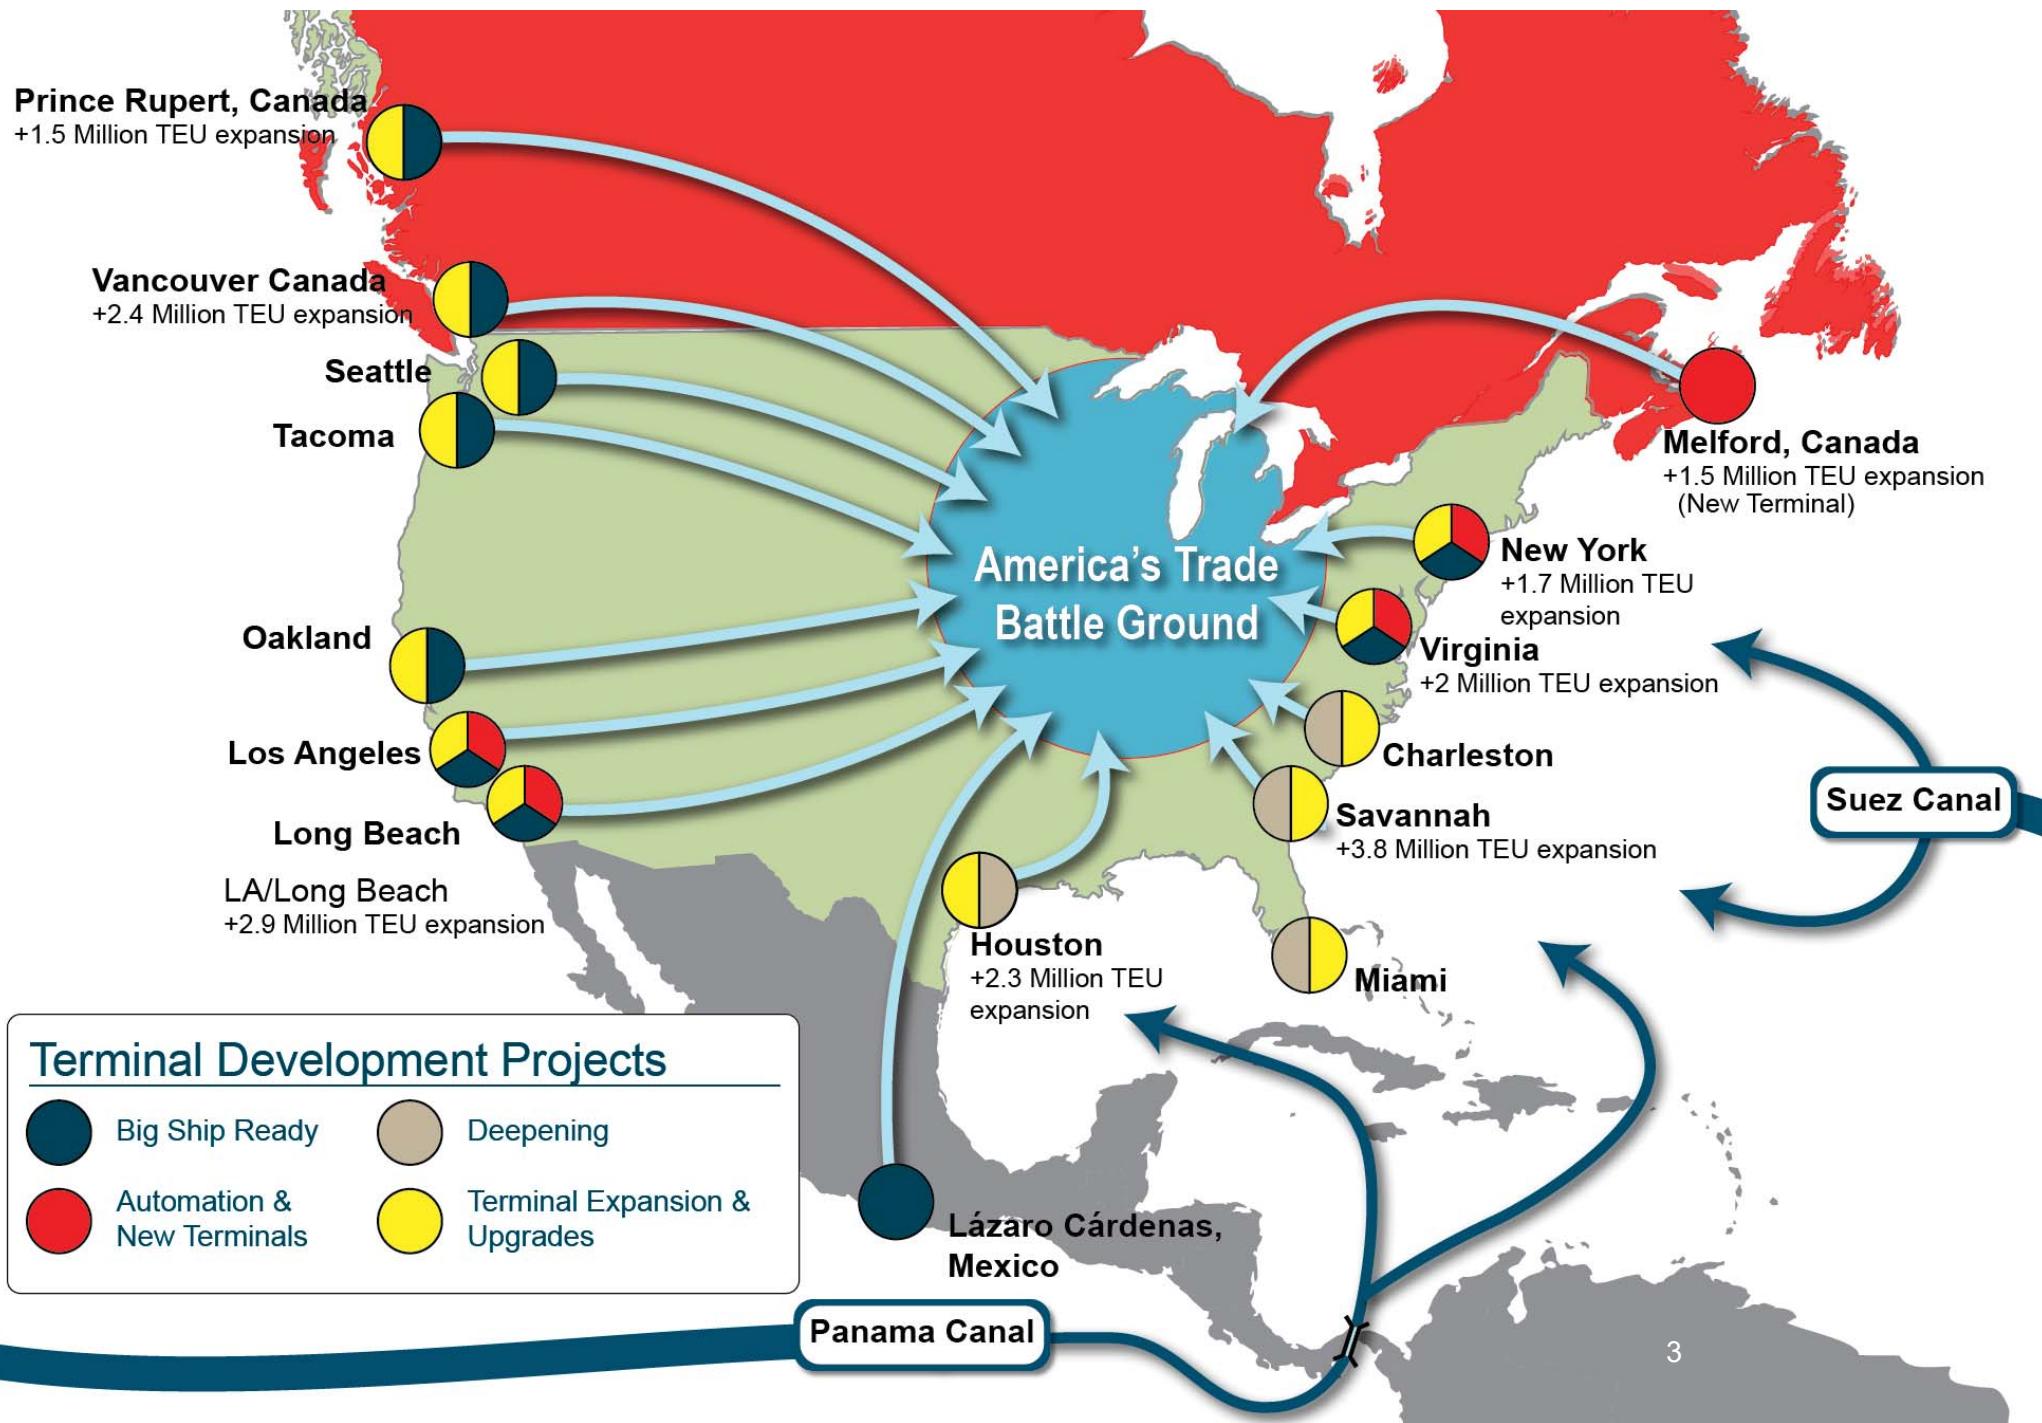 Prince Rupert, Canada
+1.5 Million TEU expansion
Vancouver Canada
+2.4 Million TEU expansion
Seattle
Tacoma
Oakland
Los Angeles
Long Beach
LA/Long Beach
+2.9 Million TEU expansion
America's Trade
Battle Ground
Melford, Canada
+1.5 Million TEU expansion
(New Terminal)
New York
+1.7 Million TEU
expansion
Virginia
+2 Million TEU expansion
Charleston
Savannah
+3.8 Million TEU expansion
Suez Canal
Houston
+2.3 Million TEU
expansion
Miami
Terminal Development Projects
Big Ship Ready
Deepening
Automation &
New Terminals
Terminal Expansion &
Upgrades
Lázaro Cárdenas,
Mexico
Panama Canal
3